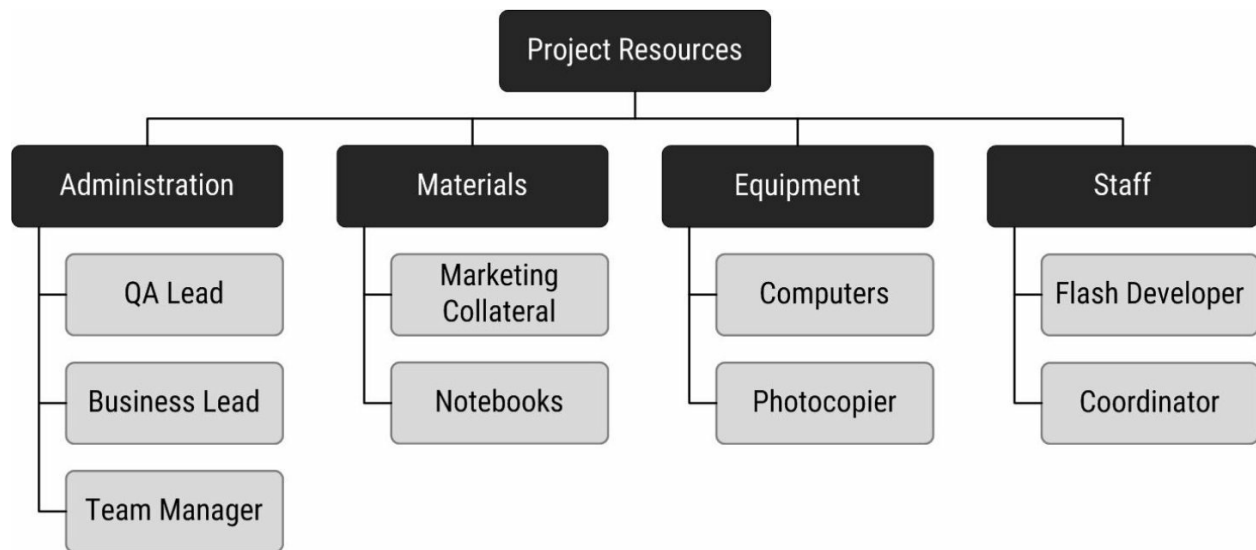 Project Resources
Administration
Materials
Equipment
Staff
QA Lead
Marketing
Collateral
Computers
Flash Developer
Business Lead
Notebooks
Photocopier
Coordinator
Team Manager